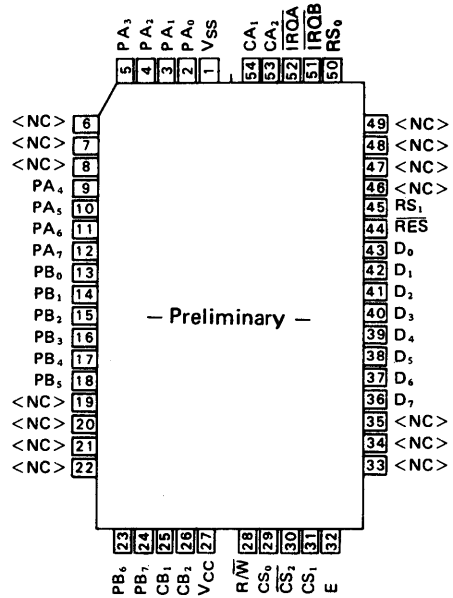 PA₃ PA₂ PA₁ PA₀ VSS CA₁ CA₂ I̅R̅Q̅A̅ I̅R̅Q̅B̅ RS₀
5 4 3 2 1 54 53 52 51 50
<NC> 6 49 <NC>
<NC> 7 48 <NC>
<NC> 8 47 <NC>
PA₄ 9 46 <NC>
PA₅ 10 45 RS₁
PA₆ 11 44 R̅E̅S̅
PA₇ 12 43 D₀
PB₀ 13 42 D₁
PB₁ 14 41 D₂
PB₂ 15 40 D₃
— Preliminary —
PB₃ 16 39 D₄
PB₄ 17 38 D₅
PB₅ 18 37 D₆
<NC> 19 36 D₇
<NC> 20 35 <NC>
<NC> 21 34 <NC>
<NC> 22 33 <NC>
23 24 25 26 27 28 29 30 31 32
PB₆ PB₇ CB₁ CB₂ VCC R/W̅ CS₀ C̅S̅₂ CS₁ E